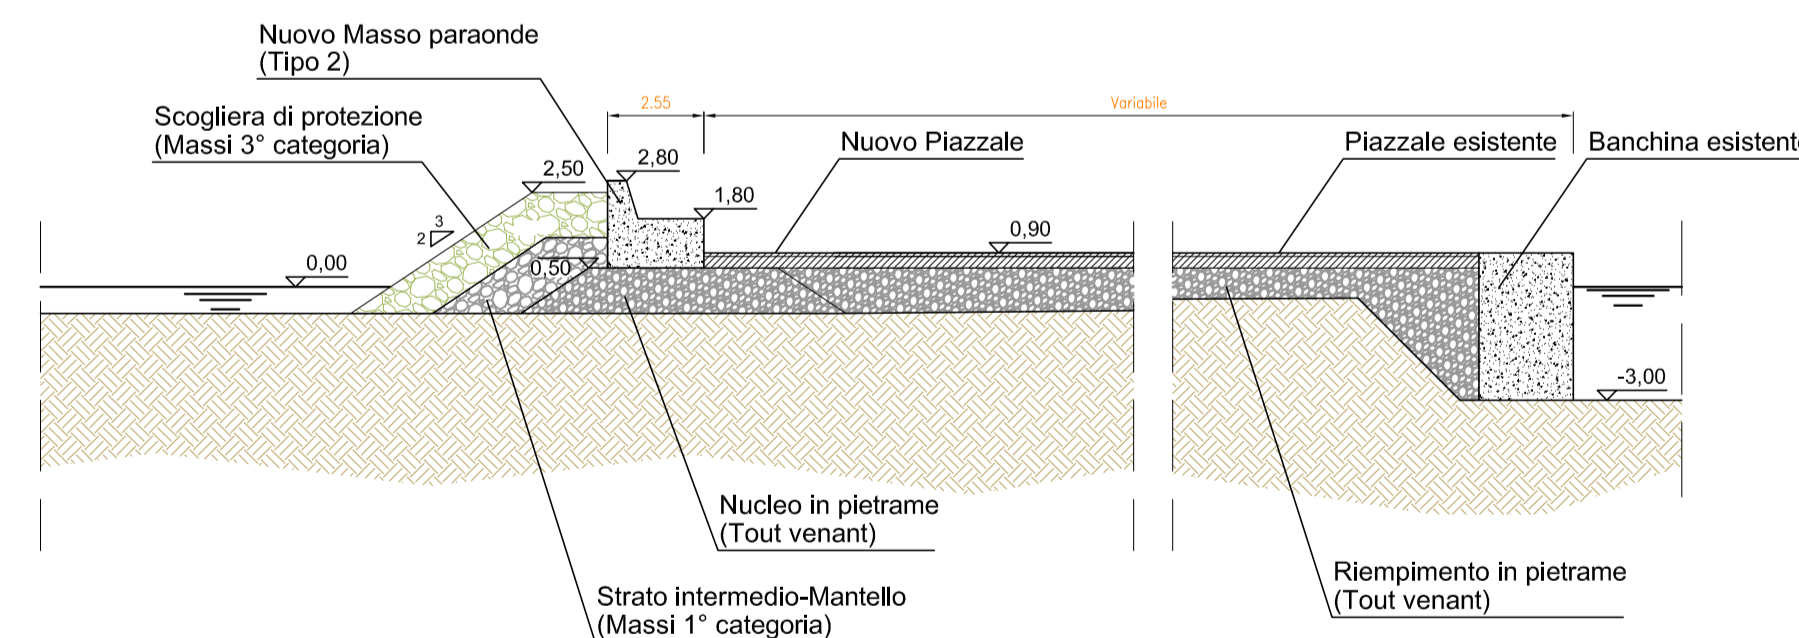 Nuovo Masso paraonde
(Tipo 2)
Scogliera di protezione
(Massi 3° categoria)
2.55
Variabile
Nuovo Piazzale
Piazzale esistente
Banchina esistente
2,50
2,80
1,80
3
2
0,90
0,00
0,50
-3,00
Nucleo in pietrame
(Tout venant)
Strato intermedio-Mantello
(Massi 1° categoria)
Riempimento in pietrame
(Tout venant)